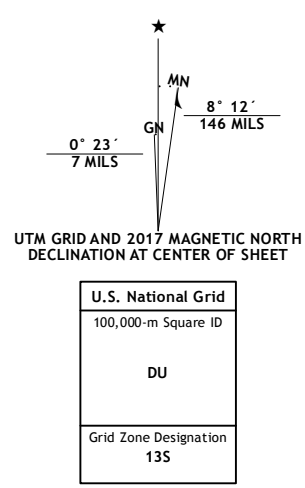 MN
GN
8° 12´
146 MILS
0° 23´
7 MILS
UTM GRID AND 2017 MAGNETIC NORTH
DECLINATION AT CENTER OF SHEET
U.S. National Grid
100,000-m Square ID
DU
Grid Zone Designation
13S